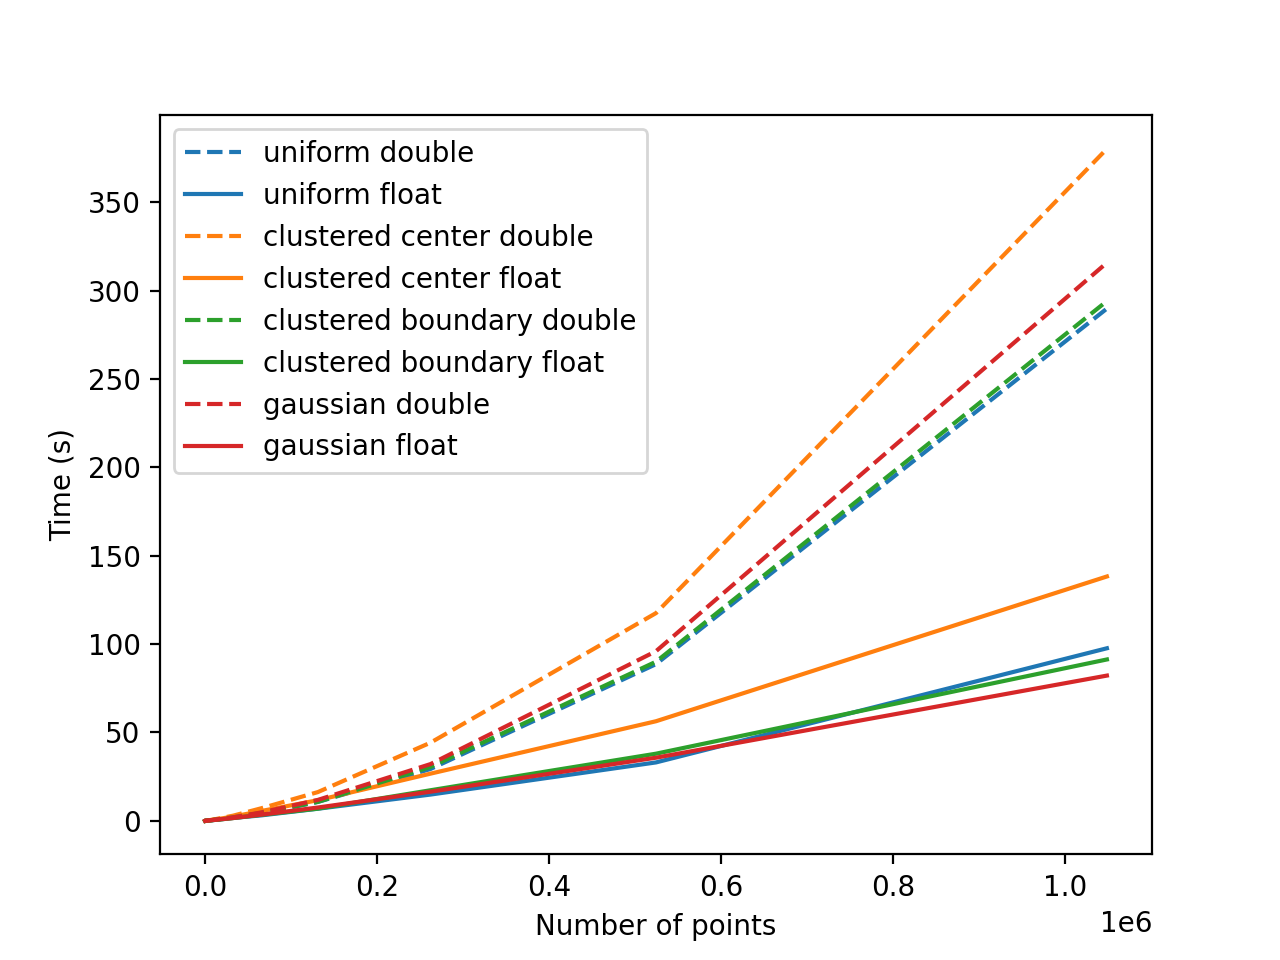 uniform double
uniform float
clustered center double
clustered center float
clustered boundary double
clustered boundary float
gaussian double
gaussian float
350
300
250
200
150
100
50
0
Time (s)
0.0 0.2 0.4 0.6 0.8 1.0
1e6
Number of points